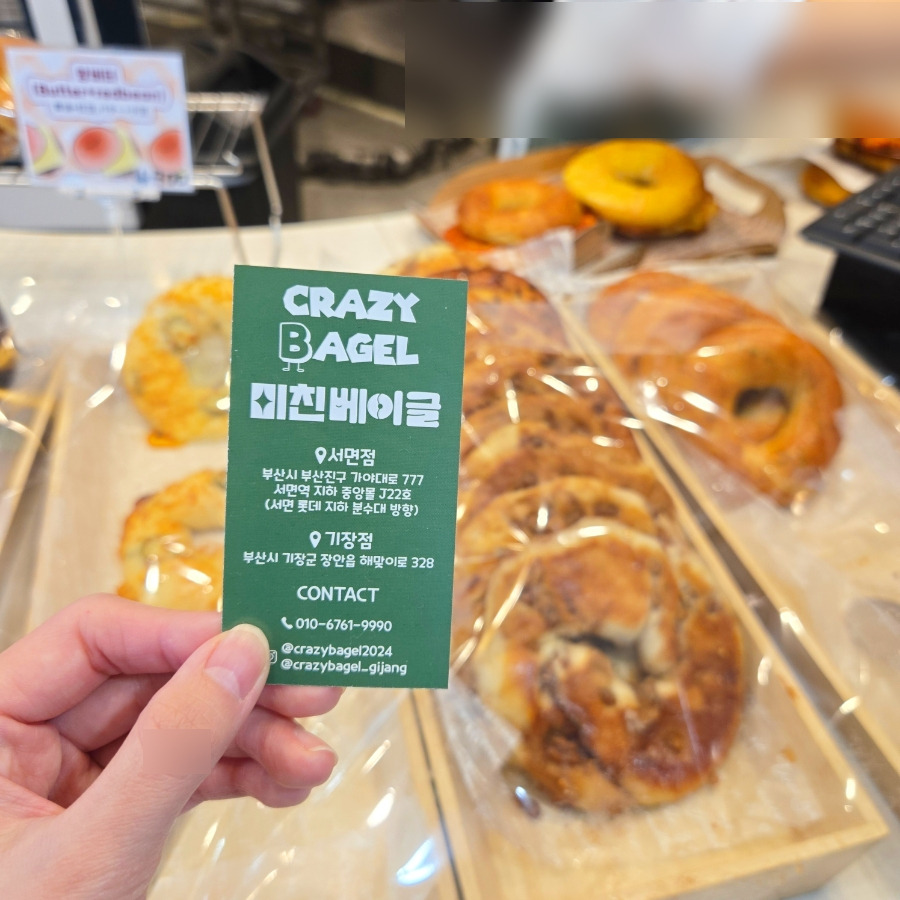 (Butter+redbean)
CRAZY
BAGEL
미친베이글
서면점
부산시 부산진구 가야대로 777
서면역 지하 중앙몰 J22호
(서면 롯데 지하 분수대 방향)
기장점
부산시 기장군 장안읍 해맞이로 328
CONTACT
010-6761-9990
@crazybagel2024
@crazybagel_gijang